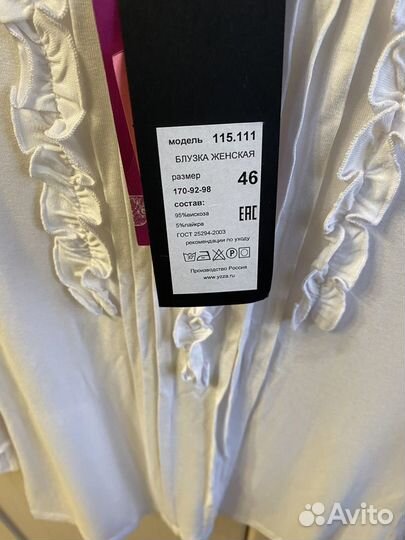 модель 115.111
БЛУЗКА ЖЕНСКАЯ
размер 46
170-92-98
состав:
95%вискоза
5%лайкра
ГОСТ 25294-2003
рекомендации по уходу
Производство Россия
www.yzza.ru
EAC
Avito